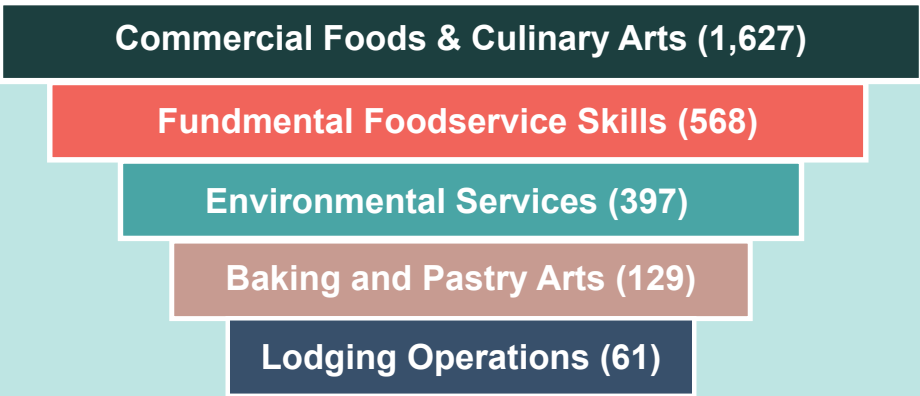 Commercial Foods & Culinary Arts (1,627)
Fundmental Foodservice Skills (568)
Environmental Services (397)
Baking and Pastry Arts (129)
Lodging Operations (61)